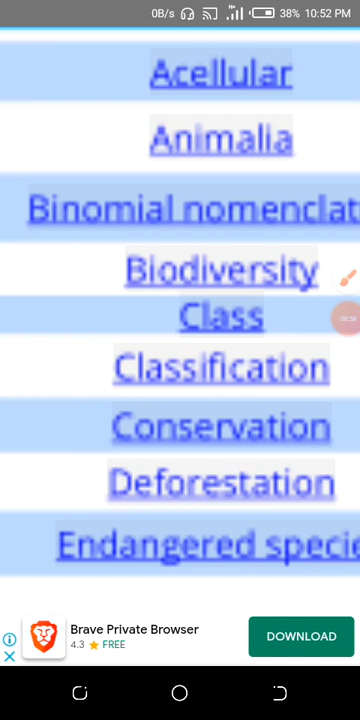 0B/s 38% 10:52 PM
Acellular
Animalia
Binomial nomenclat
Biodiversity
Class
Classification
Conservation
Deforestation
Endangered specie
Brave Private Browser
4.3 ★ FREE
DOWNLOAD